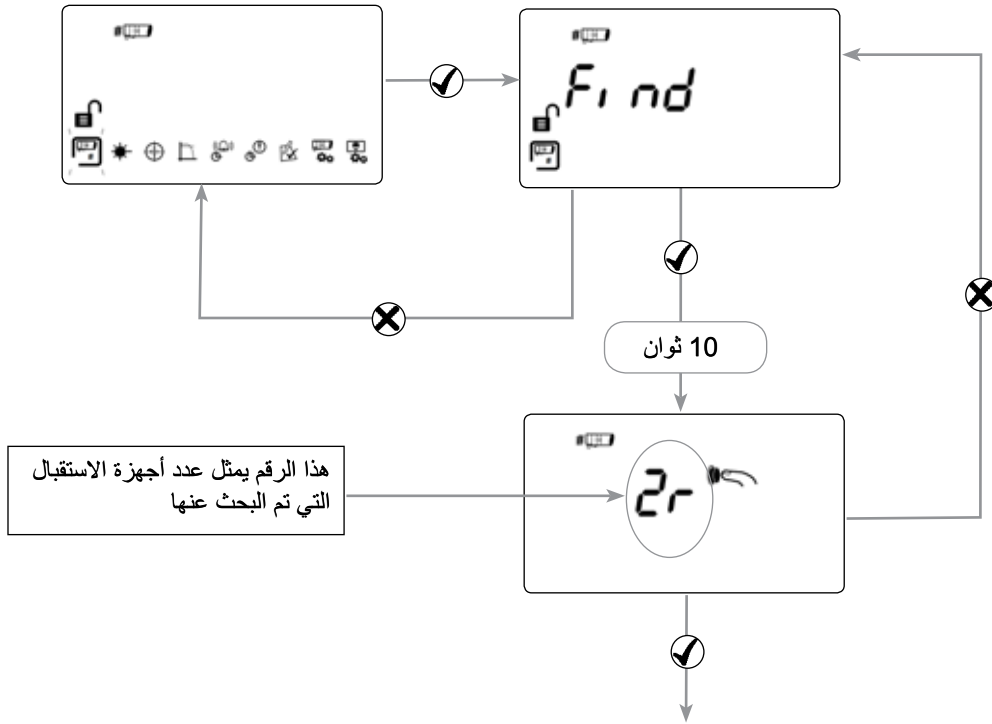 Find
10 ثوان
2r
هذا الرقم يمثل عدد أجهزة الاستقبال
التي تم البحث عنها